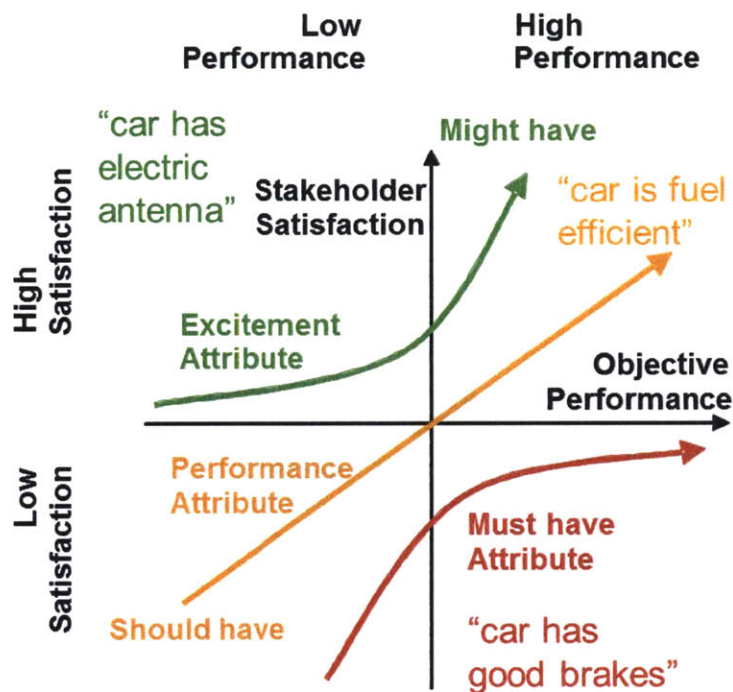 Low
Performance
High
Performance
“car has
electric
antenna”
Might have
Stakeholder
Satisfaction
“car is fuel
efficient”
High
Satisfaction
Excitement
Attribute
Objective
Performance
Performance
Attribute
Low
Satisfaction
Must have
Attribute
Should have
“car has
good brakes”